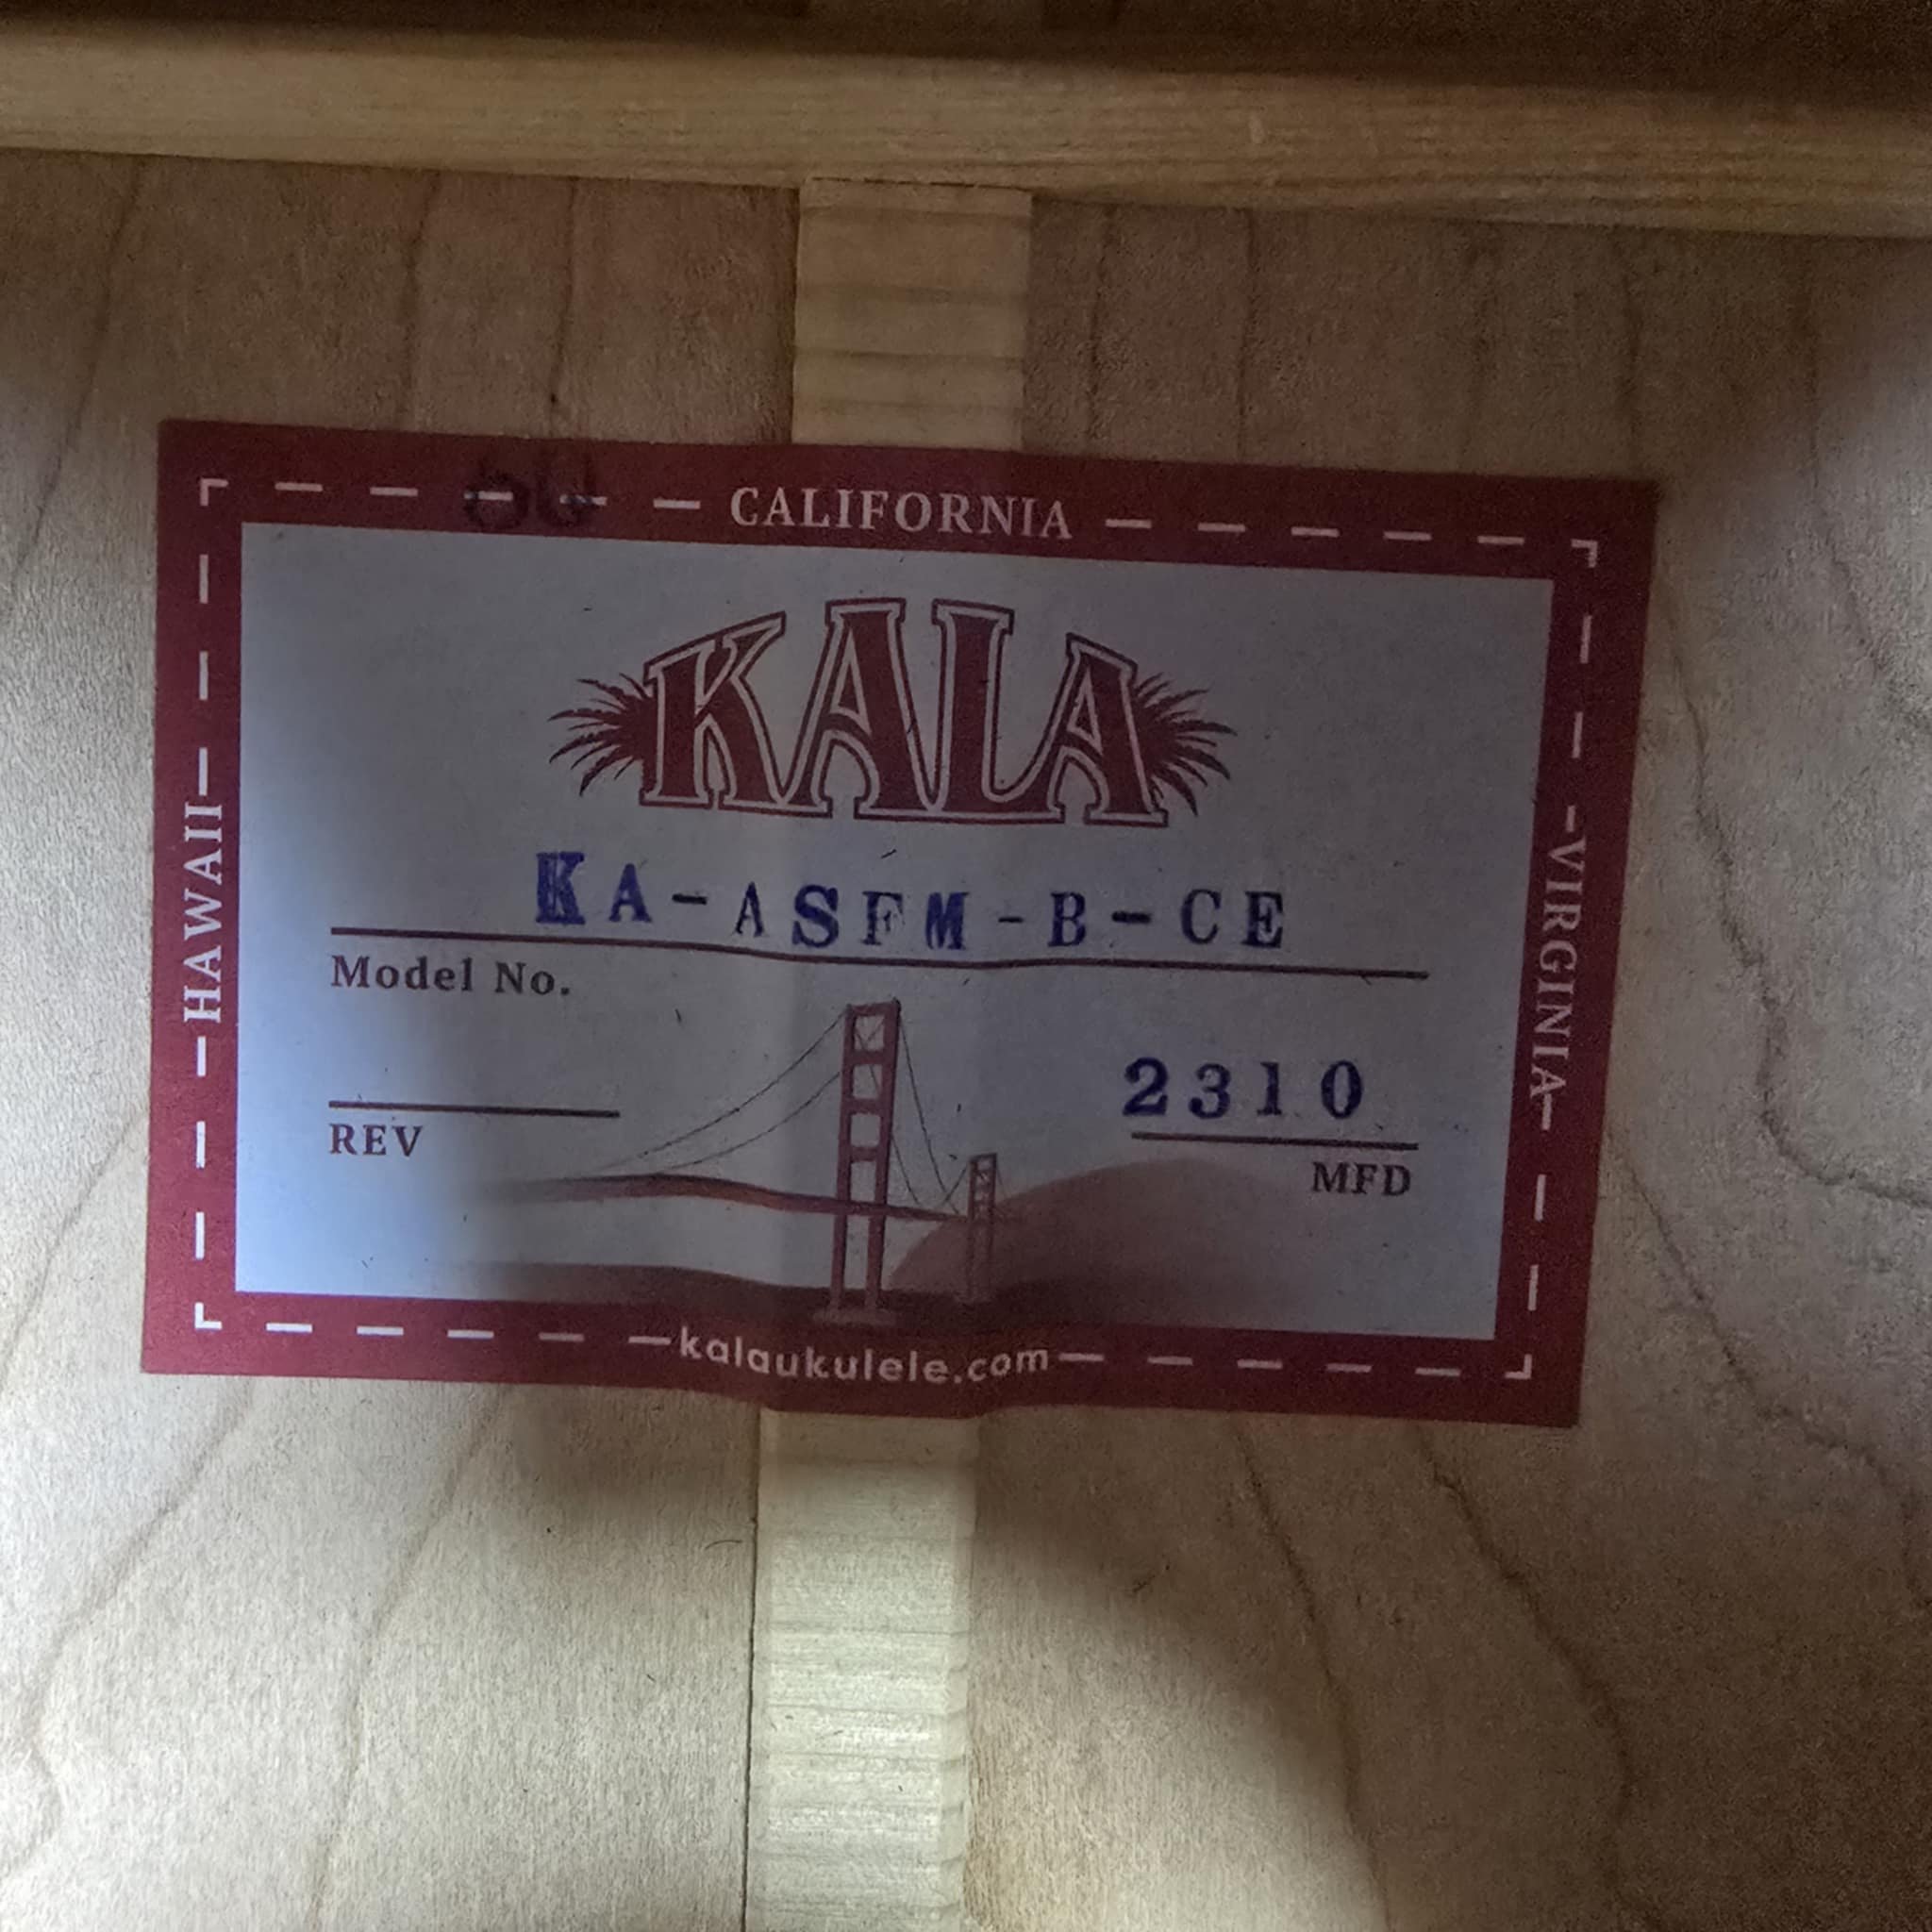 CALIFORNIA
KALA
KA-ASFM-B-CE
Model No.
HAWAII
VIRGINIA
2310
REV
MFD
kalaukulele.com